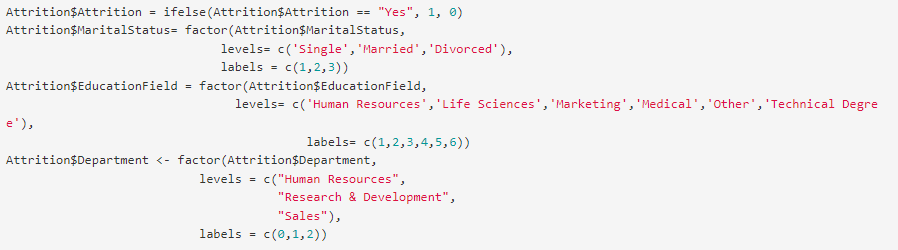 Attrition$Attrition = ifelse(Attrition$Attrition == "Yes", 1, 0)
Attrition$MaritalStatus= factor(Attrition$MaritalStatus,
levels= c('Single','Married','Divorced'),
labels = c(1,2,3))
Attrition$EducationField = factor(Attrition$EducationField,
levels= c('Human Resources','Life Sciences','Marketing','Medical','Other','Technical Degre
e'),
labels= c(1,2,3,4,5,6))
Attrition$Department <- factor(Attrition$Department,
levels = c("Human Resources",
"Research & Development",
"Sales"),
labels = c(0,1,2))